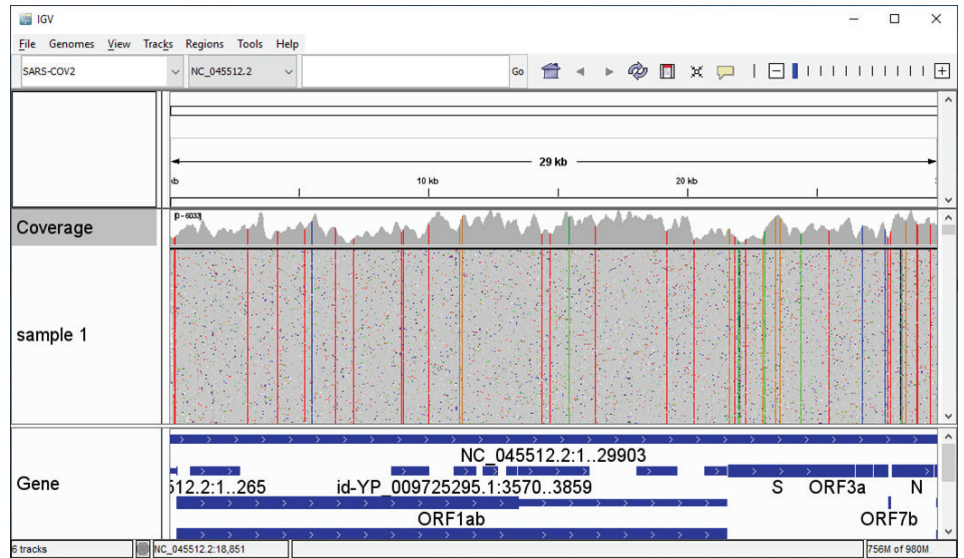 IGV
File Genomes View Tracks Regions Tools Help
SARS-COV2 NC_045512.2 Go
29 kb
kb 10 kb 20 kb
Coverage
[0 - 6033]
sample 1
NC_045512.2:1..29903
Gene
512.2:1..265 id-YP_009725295.1:3570..3859 S ORF3a N
ORF1ab ORF7b
6 tracks NC_045512.2:18,851 756M of 980M